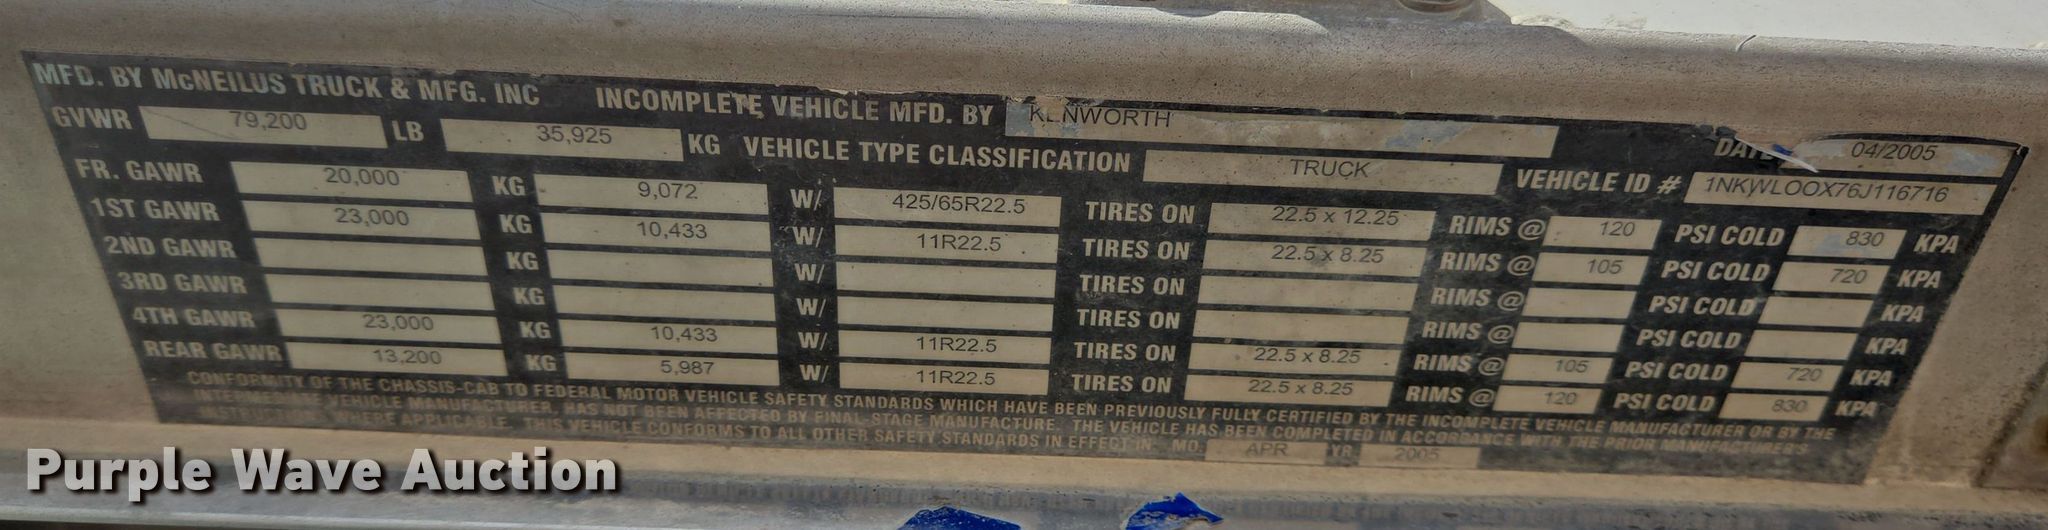 MFD. BY McNEILUS TRUCK & MFG. INC INCOMPLETE VEHICLE MFD. BY KENWORTH DATE 04/2005
GVWR 79,200 LB 35,925 KG VEHICLE TYPE CLASSIFICATION TRUCK VEHICLE ID # 1NKWLOOX76J116716
FR. GAWR 20,000 KG 9,072 W/ 425/65R22.5 TIRES ON 22.5 x 12.25 RIMS @ 120 PSI COLD 830 KPA
1ST GAWR 23,000 KG 10,433 W/ 11R22.5 TIRES ON 22.5 x 8.25 RIMS @ 105 PSI COLD 720 KPA
2ND GAWR KG W/ TIRES ON RIMS @ PSI COLD KPA
3RD GAWR KG W/ TIRES ON RIMS @ PSI COLD KPA
4TH GAWR 23,000 KG 10,433 W/ 11R22.5 TIRES ON 22.5 x 8.25 RIMS @ 105 PSI COLD 720 KPA
REAR GAWR 13,200 KG 5,987 W/ 11R22.5 TIRES ON 22.5 x 8.25 RIMS @ 120 PSI COLD 830 KPA
CONFORMITY OF THE CHASSIS-CAB TO FEDERAL MOTOR VEHICLE SAFETY STANDARDS WHICH HAVE BEEN PREVIOUSLY FULLY CERTIFIED BY THE INCOMPLETE VEHICLE MANUFACTURER OR BY THE
INTERMEDIATE VEHICLE MANUFACTURER, HAS NOT BEEN AFFECTED BY FINAL-STAGE MANUFACTURE. THE VEHICLE HAS BEEN COMPLETED IN ACCORDANCE WITH THE PRIOR MANUFACTURER'S
INSTRUCTIONS, WHERE APPLICABLE, THIS VEHICLE CONFORMS TO ALL OTHER SAFETY STANDARDS IN EFFECT IN: MO. APR YR. 2005
Purple Wave Auction